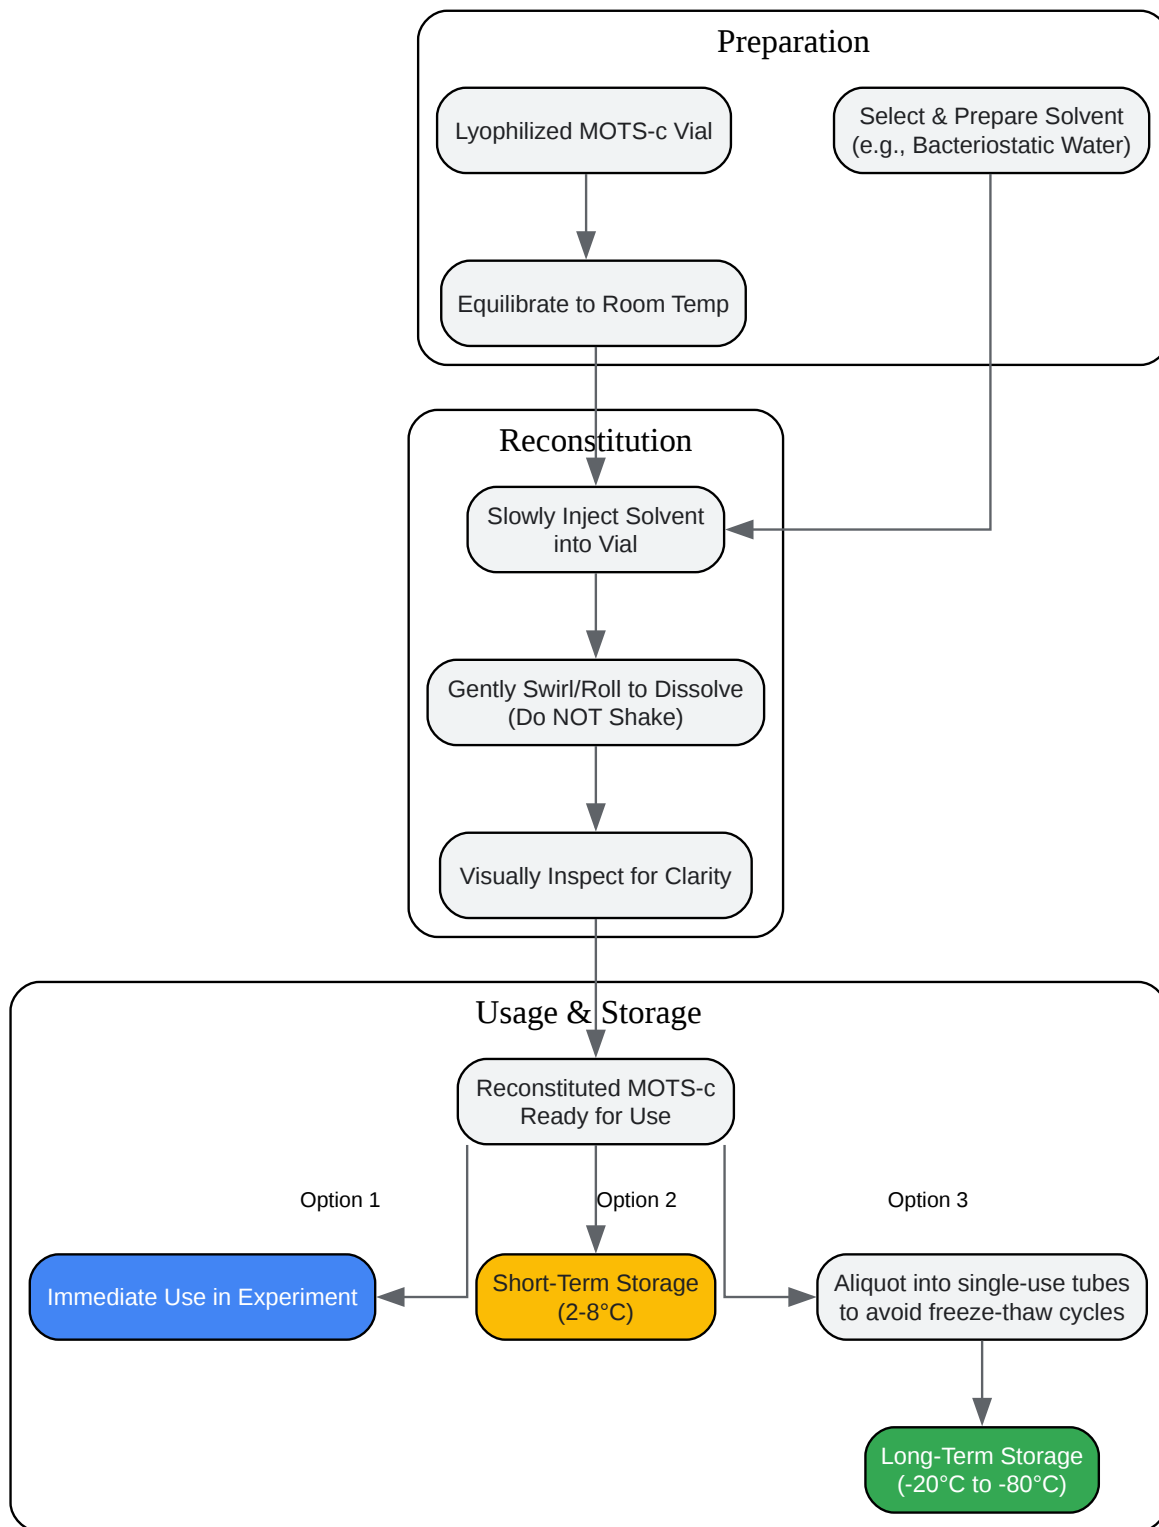 Preparation
Lyophilized MOTS-c Vial
Select & Prepare Solvent
(e.g., Bacteriostatic Water)
Equilibrate to Room Temp
Reconstitution
Slowly Inject Solvent
into Vial
Gently Swirl/Roll to Dissolve
(Do NOT Shake)
Visually Inspect for Clarity
Usage & Storage
Reconstituted MOTS-c
Ready for Use
Option 1
Option 2
Option 3
Immediate Use in Experiment
Short-Term Storage
(2-8°C)
Aliquot into single-use tubes
to avoid freeze-thaw cycles
Long-Term Storage
(-20°C to -80°C)